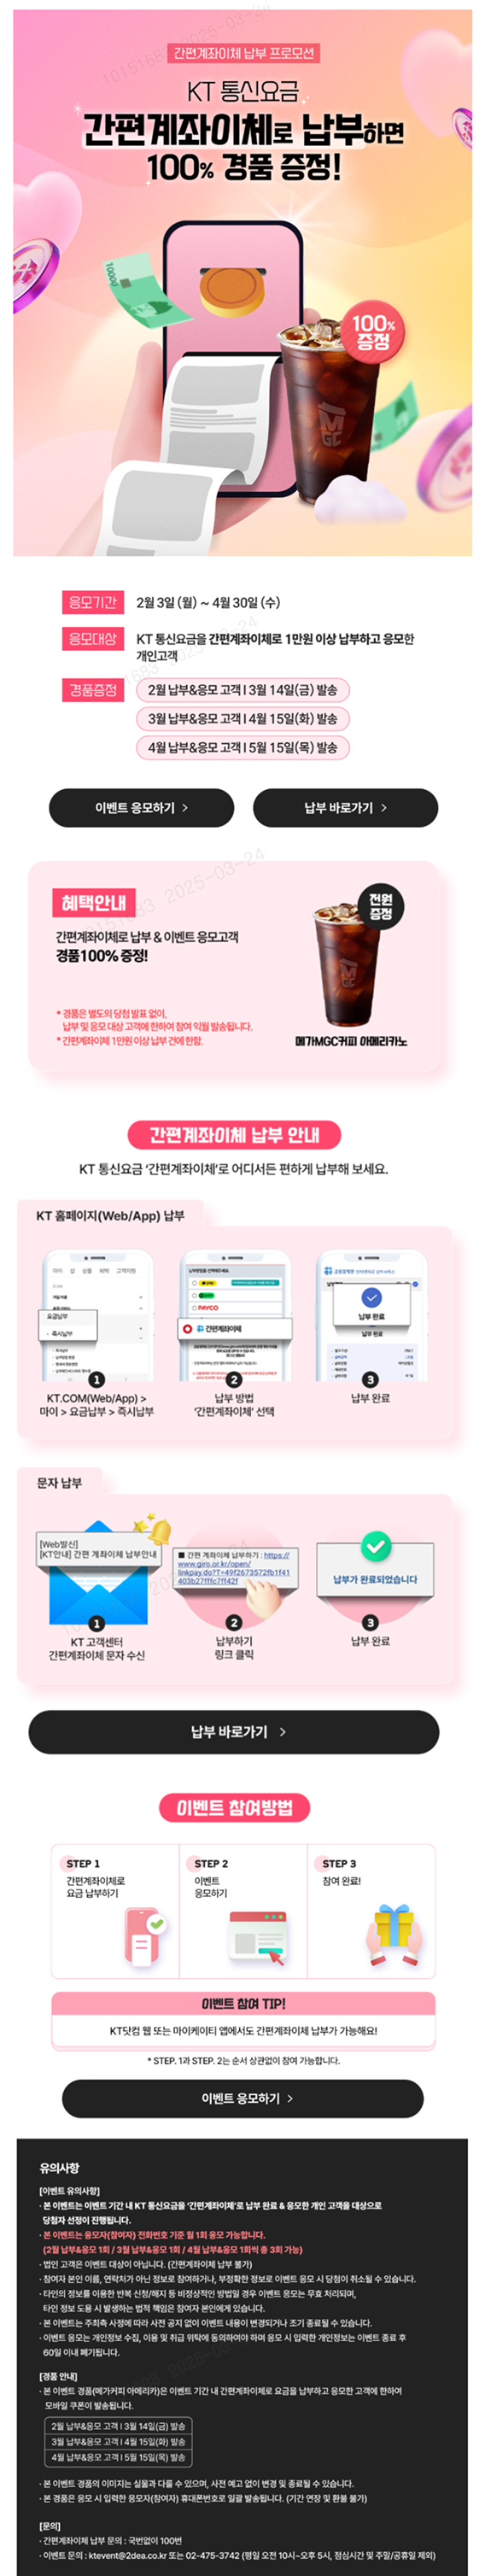 간편계좌이체 납부 프로모션
KT 통신요금
간편계좌이체로 납부하면
100% 경품 증정!
10000
100%
증정
MGC
응모기간
2월 3일 (월) ~ 4월 30일 (수)
응모대상
KT 통신요금을 간편계좌이체로 1만원 이상 납부하고 응모한
개인고객
경품증정
2월 납부&응모 고객 I 3월 14일(금) 발송
3월 납부&응모 고객 I 4월 15일(화) 발송
4월 납부&응모 고객 I 5월 15일(목) 발송
이벤트 응모하기 >
납부 바로가기 >
2025-03-24
혜택안내
전원
증정
간편계좌이체로 납부 & 이벤트 응모고객
경품100% 증정!
* 경품은 별도의 당첨 발표 없이,
납부 및 응모 대상 고객에 한하여 참여 익월 발송됩니다.
* 간편계좌이체 1만원 이상 납부 건에 한함.
메가MGC커피 아메리카노
간편계좌이체 납부 안내
KT 통신요금 ‘간편계좌이체’로 어디서든 편하게 납부해 보세요.
KT 홈페이지(Web/App) 납부
요금납부
· 즉시납부
PAYCO
간편계좌이체
납부 완료
1
2
3
KT.COM(Web/App) >
마이 > 요금납부 > 즉시납부
납부 방법
‘간편계좌이체’ 선택
납부 완료
문자 납부
[Web발신]
[KT안내] 간편 계좌이체 납부안내
■ 간편 계좌이체 납부하기 : https://
www.giro.or.kr/open/
linkpay.do?T=49f2673572fb1f41
403b27fffc7ff42f
납부가 완료되었습니다
1
2
3
KT 고객센터
간편계좌이체 문자 수신
납부하기
링크 클릭
납부 완료
납부 바로가기 >
이벤트 참여방법
STEP 1
간편계좌이체로
요금 납부하기
STEP 2
이벤트
응모하기
STEP 3
참여 완료!
이벤트 참여 TIP!
KT닷컴 웹 또는 마이케이티 앱에서도 간편계좌이체 납부가 가능해요!
* STEP. 1과 STEP. 2는 순서 상관없이 참여 가능합니다.
이벤트 응모하기 >
유의사항
[이벤트 유의사항]
· 본 이벤트는 이벤트 기간 내 KT 통신요금을 ‘간편계좌이체’로 납부 완료 & 응모한 개인 고객을 대상으로
당첨자 선정이 진행됩니다.
· 본 이벤트는 응모자(참여자) 전화번호 기준 월 1회 응모 가능합니다.
(2월 납부&응모 1회 / 3월 납부&응모 1회 / 4월 납부&응모 1회씩 총 3회 가능)
· 법인 고객은 이벤트 대상이 아닙니다. (간편계좌이체 납부 불가)
· 참여자 본인 이름, 연락처가 아닌 정보로 참여하거나, 부정확한 정보로 이벤트 응모 시 당첨이 취소될 수 있습니다.
· 타인의 정보를 이용한 반복 신청/해지 등 비정상적인 방법일 경우 이벤트 응모는 무효 처리되며,
타인 정보 도용 시 발생하는 법적 책임은 참여자 본인에게 있습니다.
· 본 이벤트는 주최측 사정에 따라 사전 공지 없이 이벤트 내용이 변경되거나 조기 종료될 수 있습니다.
· 이벤트 응모는 개인정보 수집, 이용 및 취급 위탁에 동의하여야 하며 응모 시 입력한 개인정보는 이벤트 종료 후
60일 이내 폐기됩니다.
[경품 안내]
· 본 이벤트 경품(메가커피 아메리카)은 이벤트 기간 내 간편계좌이체로 요금을 납부하고 응모한 고객에 한하여
모바일 쿠폰이 발송됩니다.
2월 납부&응모 고객 I 3월 14일(금) 발송
3월 납부&응모 고객 I 4월 15일(화) 발송
4월 납부&응모 고객 I 5월 15일(목) 발송
· 본 이벤트 경품의 이미지는 실물과 다를 수 있으며, 사전 예고 없이 변경 및 종료될 수 있습니다.
· 본 경품은 응모 시 입력한 응모자(참여자) 휴대폰번호로 일괄 발송됩니다. (기간 연장 및 환불 불가)
[문의]
· 간편계좌이체 납부 문의 : 국번없이 100번
· 이벤트 문의 : ktevent@2dea.co.kr 또는 02-475-3742 (평일 오전 10시~오후 5시, 점심시간 및 주말/공휴일 제외)